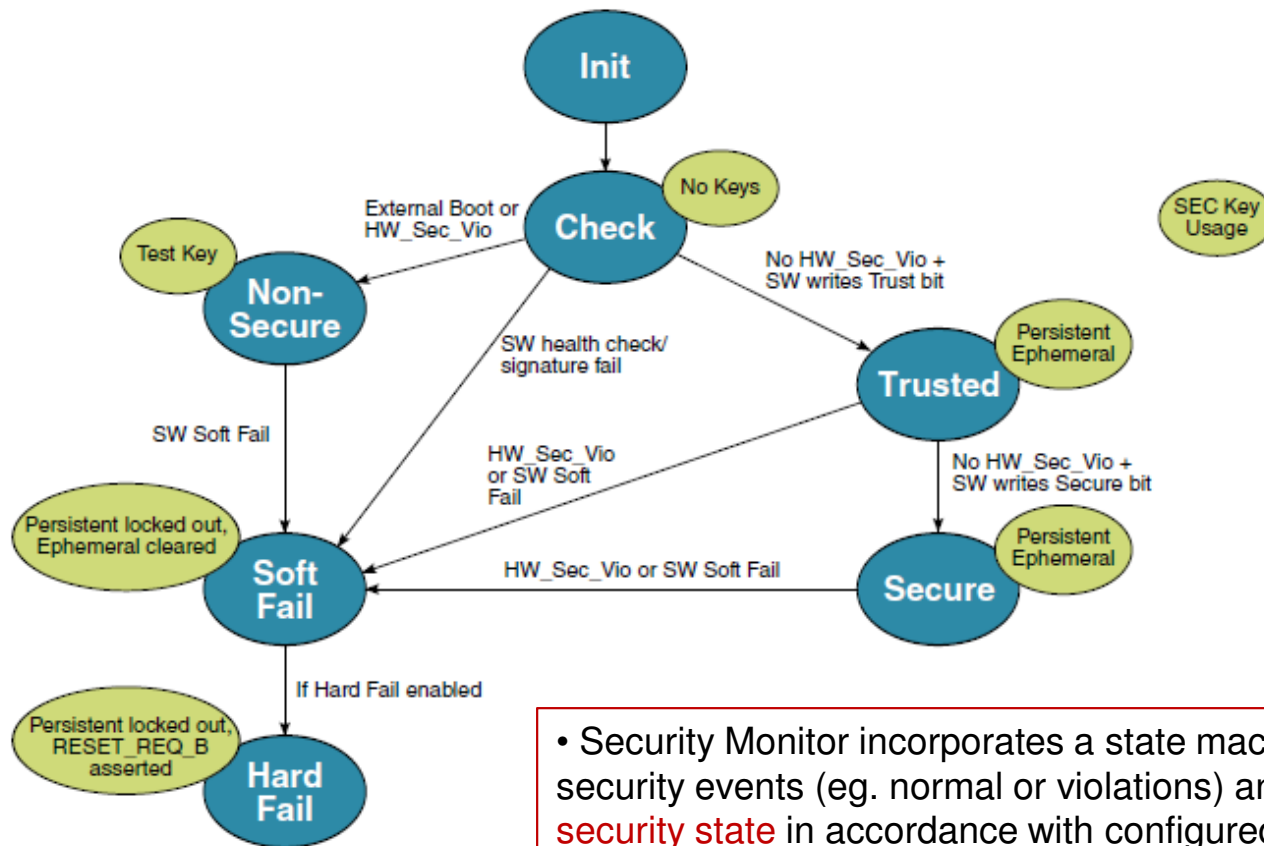 Init
No Keys
Check
External Boot or
HW_Sec_Vio
SEC Key
Usage
Test Key
Non-
Secure
No HW_Sec_Vio +
SW writes Trust bit
SW health check/
signature fail
Persistent
Ephemeral
Trusted
SW Soft Fail
HW_Sec_Vio
or SW Soft
Fail
No HW_Sec_Vio +
SW writes Secure bit
Persistent locked out,
Ephemeral cleared
Persistent
Ephemeral
Soft
Fail
HW_Sec_Vio or SW Soft Fail
Secure
If Hard Fail enabled
Persistent locked out,
RESET_REQ_B
asserted
Hard
Fail
• Security Monitor incorporates a state mac
security events (eg. normal or violations) an
security state in accordance with configured